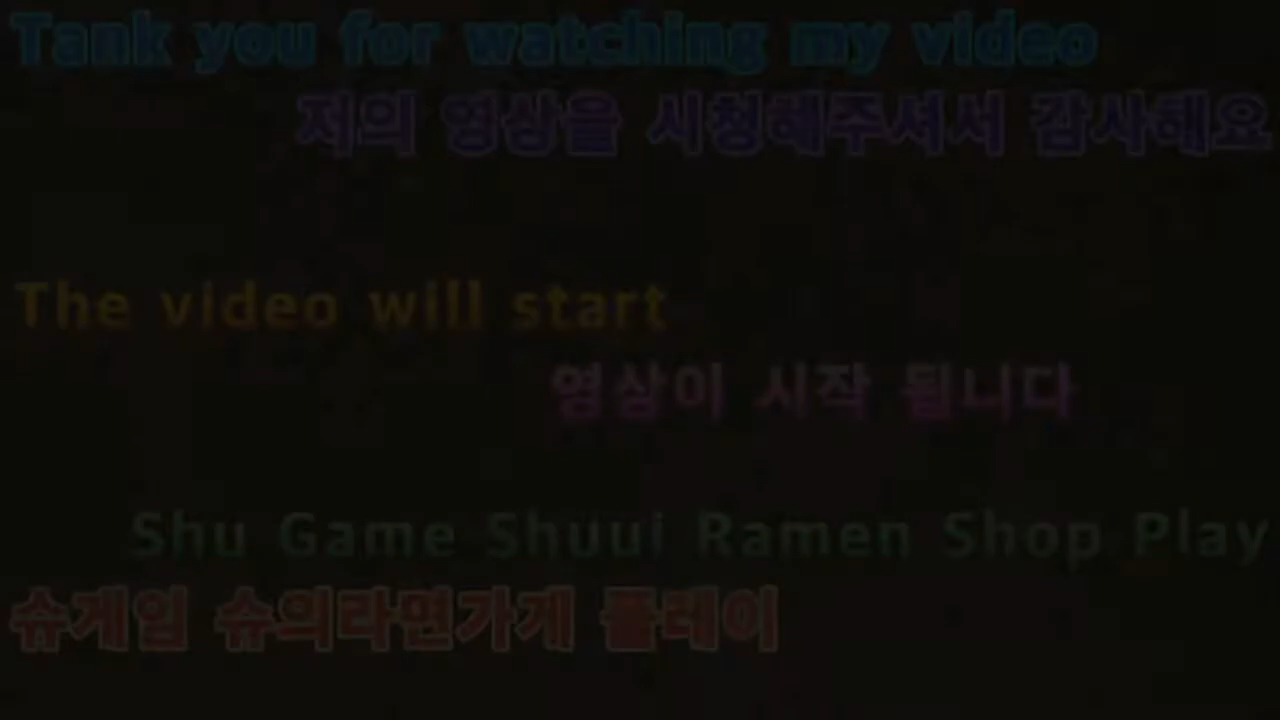 Tank you for watching my video
저의 영상을 시청해주셔서 감사해요
The video will start
영상이 시작 됩니다
Shu Game Shuui Ramen Shop Play
슈게임 슈의라면가게 플레이